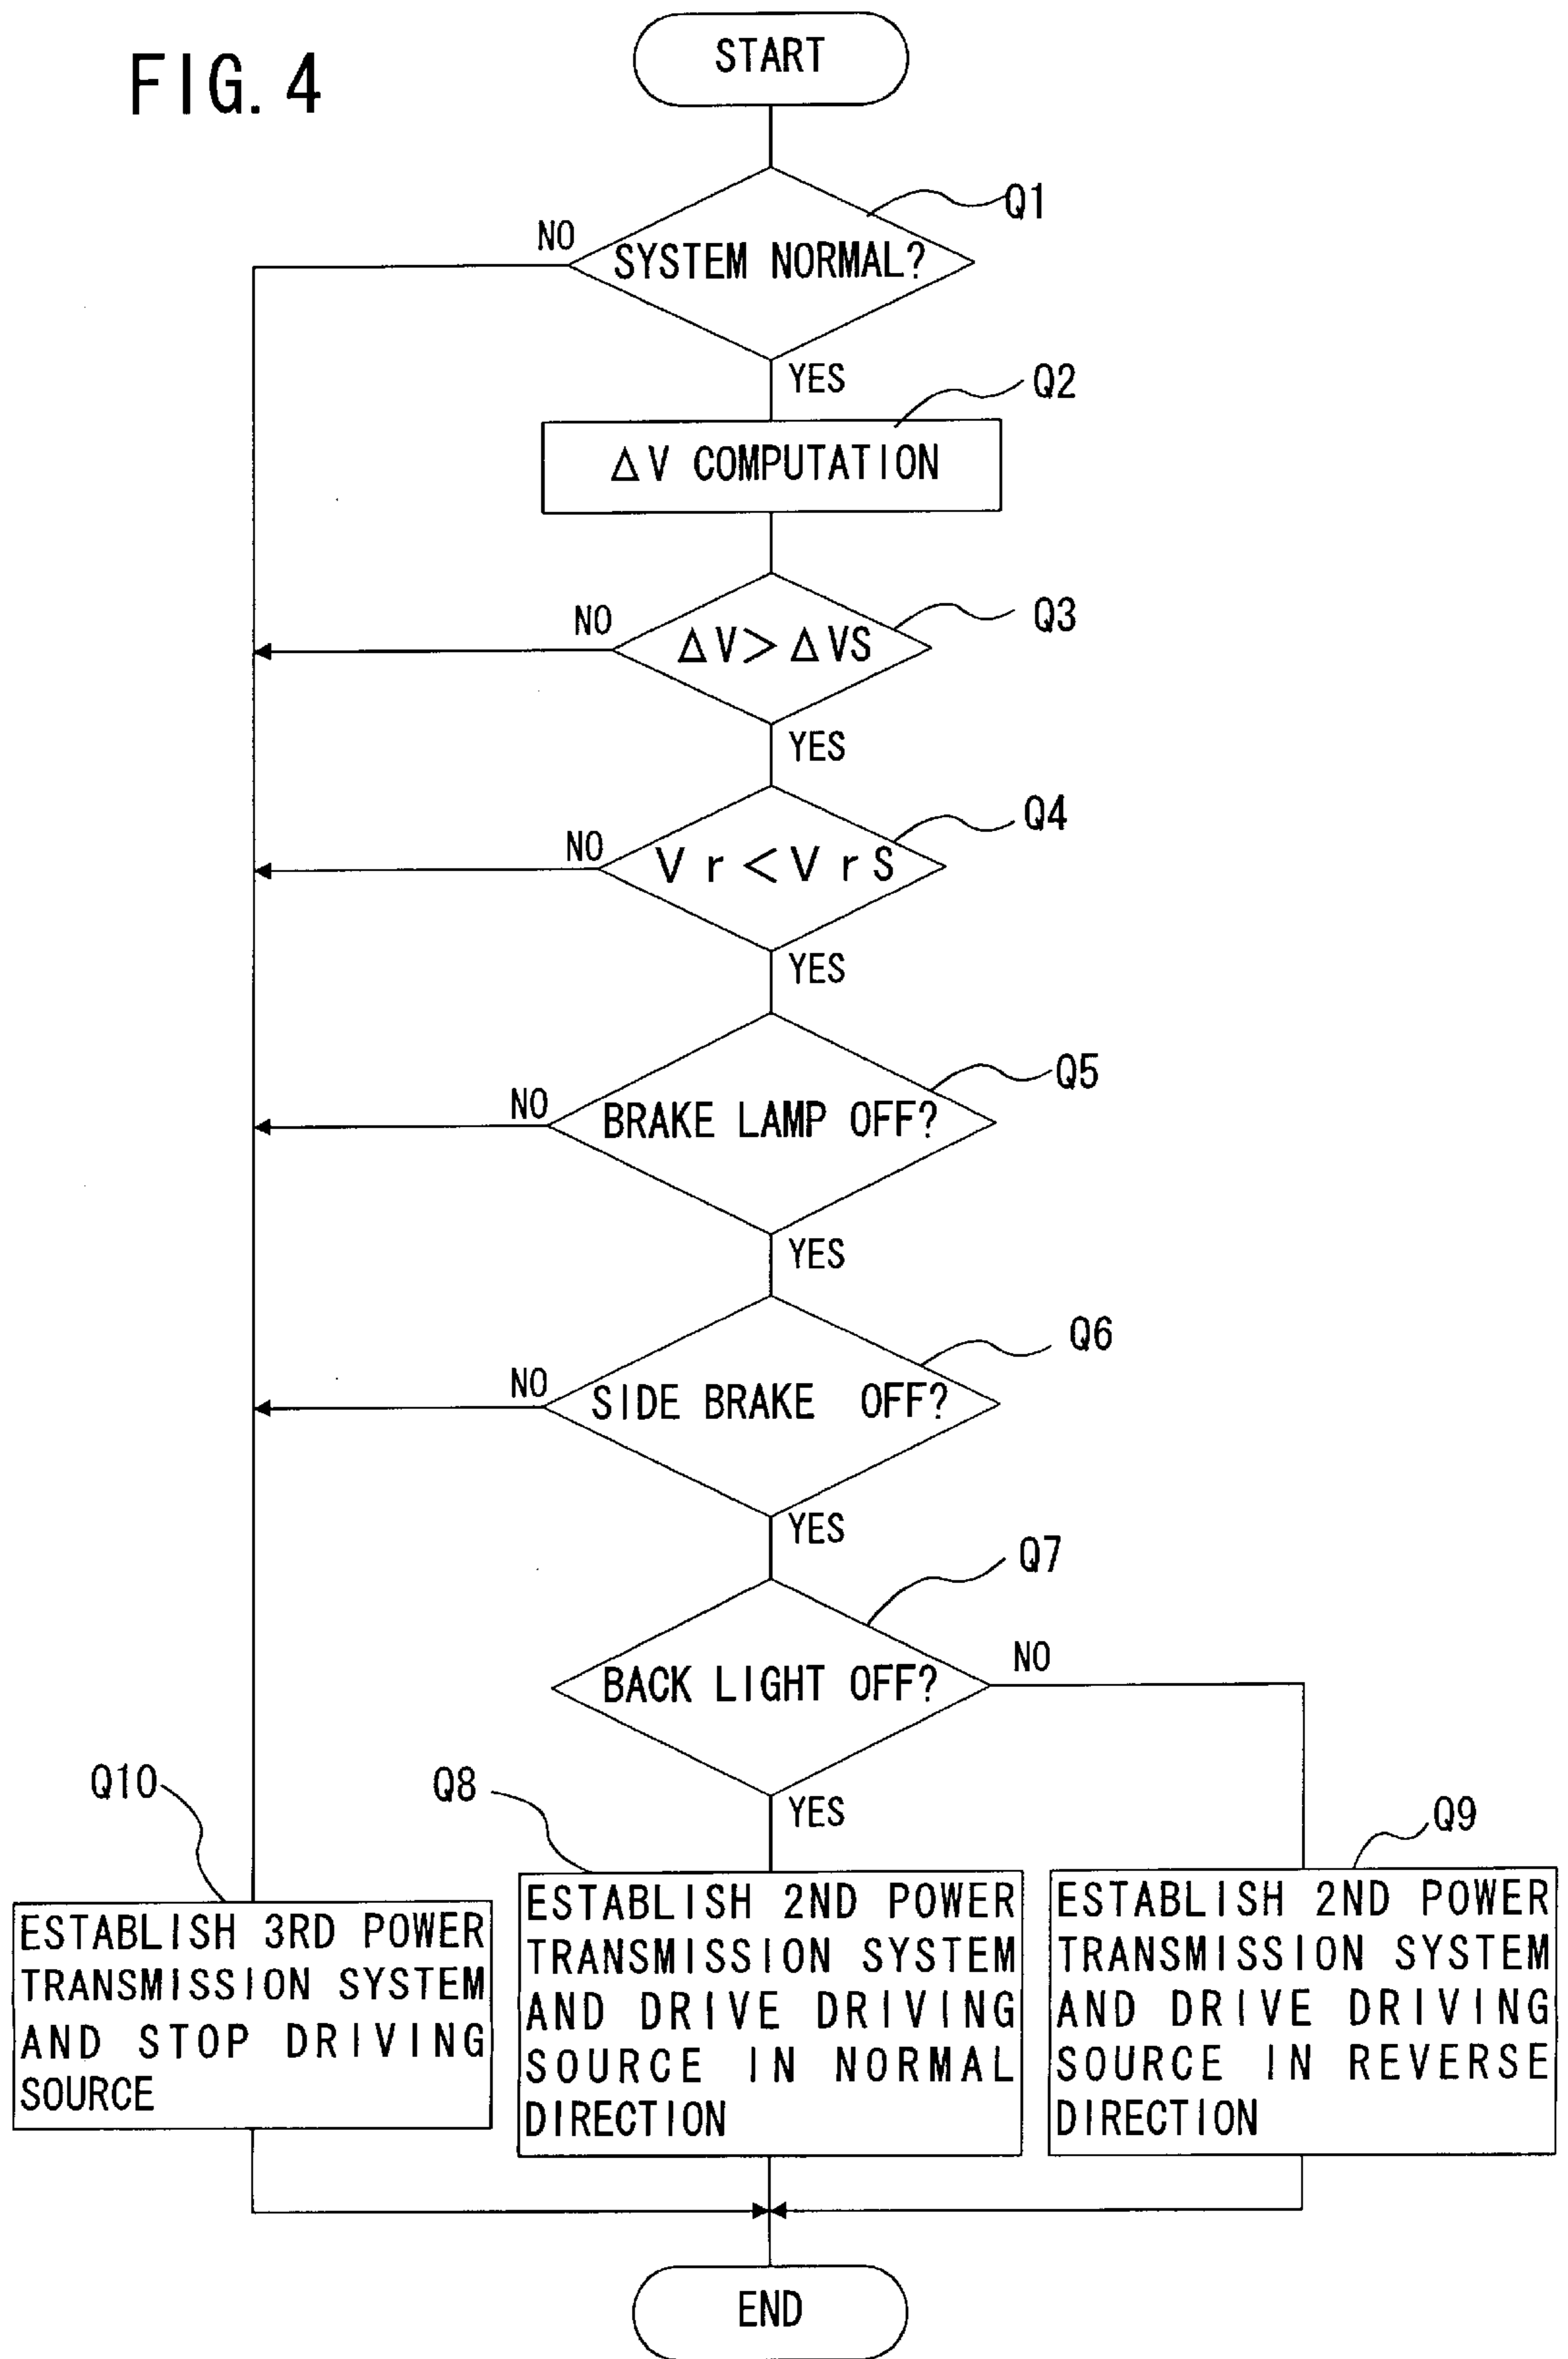 FIG. 4
START
Q1
NO
SYSTEM NORMAL?
YES
Q2
ΔV COMPUTATION
Q3
NO
ΔV>ΔVS
YES
Q4
NO
Vr<VrS
YES
Q5
NO
BRAKE LAMP OFF?
YES
Q6
NO
SIDE BRAKE OFF?
YES
Q7
NO
BACK LIGHT OFF?
YES
Q10
ESTABLISH 3RD POWER
TRANSMISSION SYSTEM
AND STOP DRIVING
SOURCE
Q8
ESTABLISH 2ND POWER
TRANSMISSION SYSTEM
AND DRIVE DRIVING
SOURCE IN NORMAL
DIRECTION
Q9
ESTABLISH 2ND POWER
TRANSMISSION SYSTEM
AND DRIVE DRIVING
SOURCE IN REVERSE
DIRECTION
END